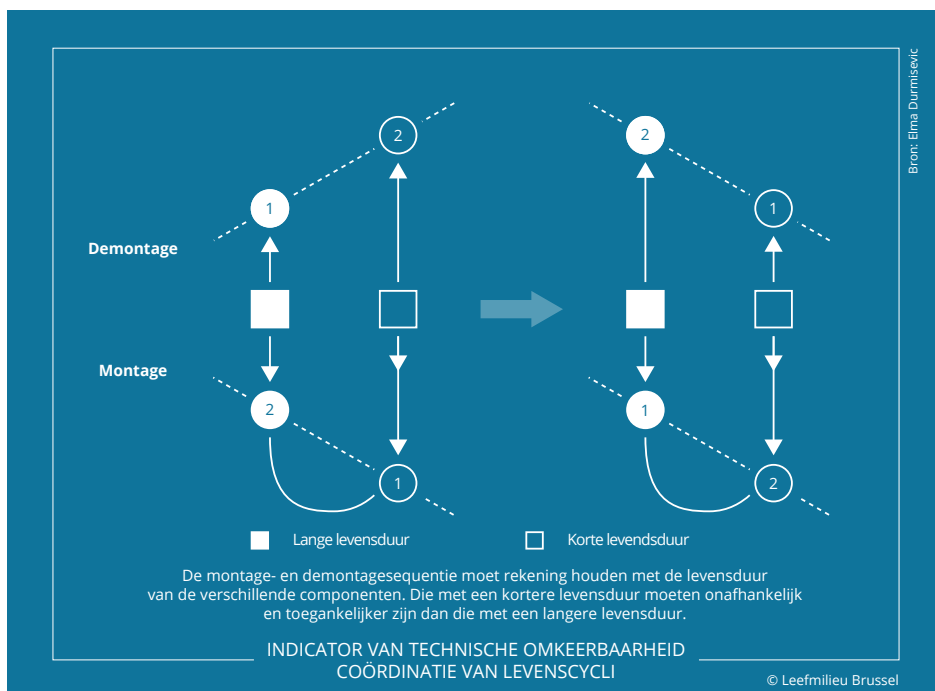 Bron: Elma Durmisevic
2
2
1
1
Demontage
Montage
2
1
1
2
Lange levensduur
Korte levendsduur
De montage- en demontagesequentie moet rekening houden met de levensduur
van de verschillende componenten. Die met een kortere levensduur moeten onafhankelijk
en toegankelijker zijn dan die met een langere levensduur.
INDICATOR VAN TECHNISCHE OMKEERBAARHEID
COÖRDINATIE VAN LEVENSCYCLI
© Leefmilieu Brussel